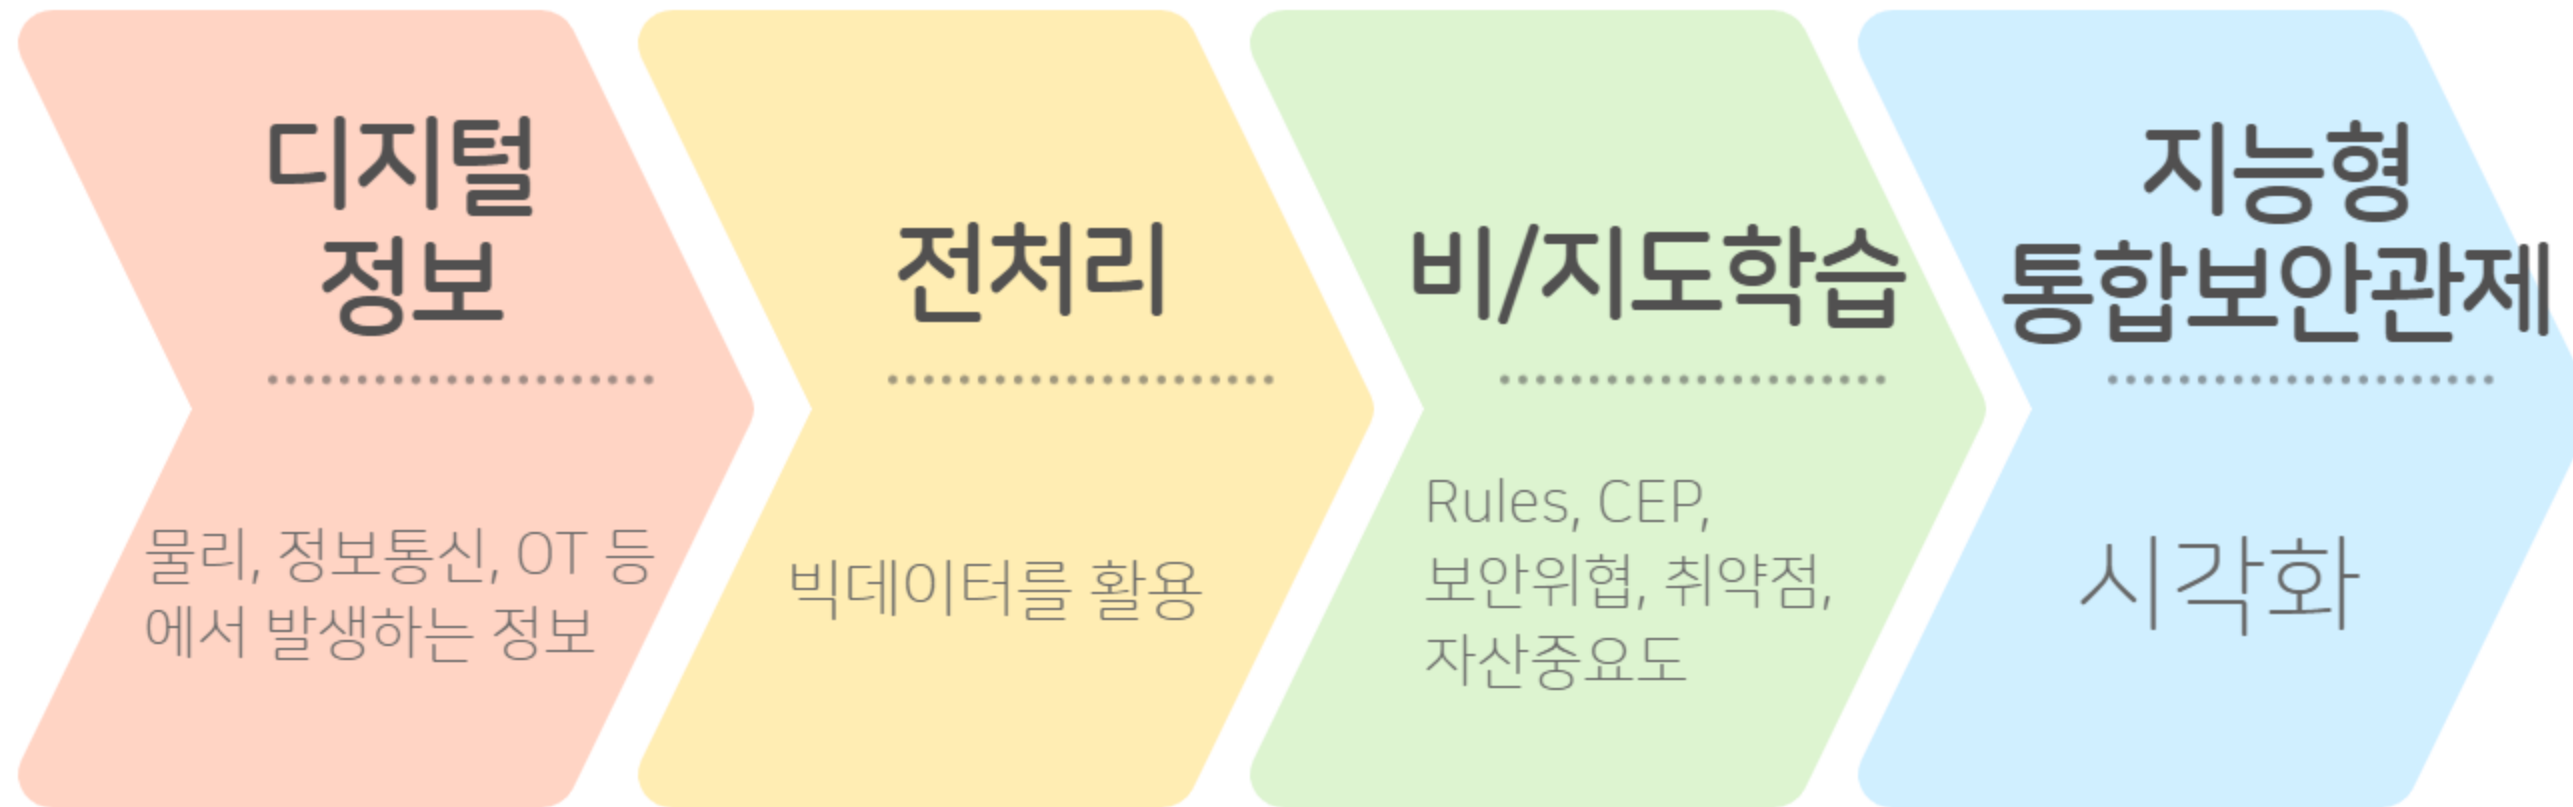 디지털
정보
물리, 정보통신, OT 등
에서 발생하는 정보
전처리
빅데이터를 활용
비/지도학습
Rules, CEP,
보안위협, 취약점,
자산중요도
지능형
통합보안관제
시각화